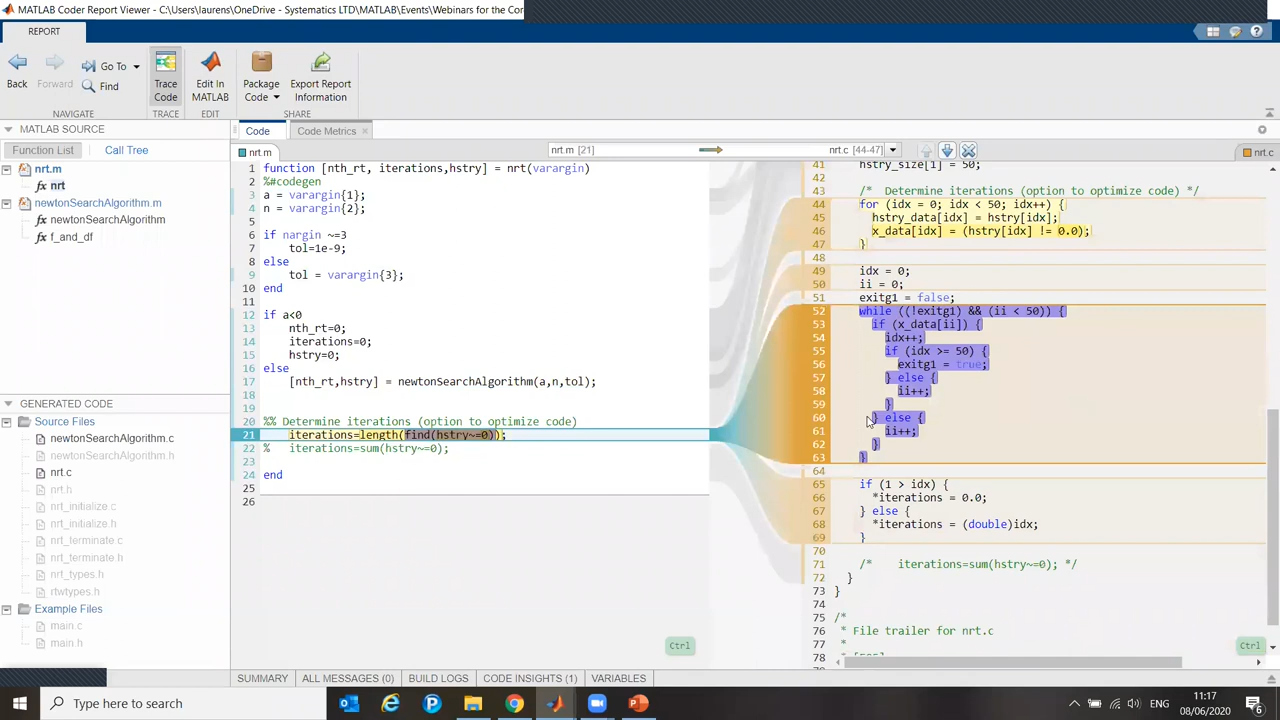 MATLAB Coder Report Viewer - C:\Users\laurens\OneDrive - Systematics LTD\MATLAB\Events\Webinars for the Cor
REPORT
Back
Forward
Go To
Find
Trace Code
Edit In MATLAB
Package Code
Export Report Information
NAVIGATE
TRACE
EDIT
SHARE
MATLAB SOURCE
Function List
Call Tree
nrt.m
fx nrt
newtonSearchAlgorithm.m
fx newtonSearchAlgorithm
fx f_and_df
GENERATED CODE
Source Files
newtonSearchAlgorithm.c
newtonSearchAlgorithm.h
nrt.c
nrt.h
nrt_initialize.c
nrt_initialize.h
nrt_terminate.c
nrt_terminate.h
nrt_types.h
rtwtypes.h
Example Files
main.c
main.h
Code
Code Metrics
nrt.m
nrt.m [21]
nrt.c [44-47]
nrt.c
1 function [nth_rt, iterations,hstry] = nrt(varargin)
2 %#codegen
3 a = varargin{1};
4 n = varargin{2};
5
6 if nargin ~=3
7 tol=1e-9;
8 else
9 tol = varargin{3};
10 end
11
12 if a<0
13 nth_rt=0;
14 iterations=0;
15 hstry=0;
16 else
17 [nth_rt,hstry] = newtonSearchAlgorithm(a,n,tol);
18
20 %% Determine iterations (option to optimize code)
21 iterations=length(find(hstry~=0));
22 % iterations=sum(hstry~=0);
23
24 end
25
26
Ctrl
41 hstry_size[1] = 50;
42
43 /* Determine iterations (option to optimize code) */
44 for (idx = 0; idx < 50; idx++) {
45 hstry_data[idx] = hstry[idx];
46 x_data[idx] = (hstry[idx] != 0.0);
47 }
48
49 idx = 0;
50 ii = 0;
51 exitg1 = false;
52 while ((!exitg1) && (ii < 50)) {
53 if (x_data[ii]) {
54 idx++;
55 if (idx >= 50) {
56 exitg1 = true;
57 } else {
58 ii++;
59 }
60 } else {
61 ii++;
62 }
63 }
64
65 if (1 > idx) {
66 *iterations = 0.0;
67 } else {
68 *iterations = (double)idx;
69 }
70
71 /* iterations=sum(hstry~=0); */
72 }
73 }
74
75 /*
76 * File trailer for nrt.c
77 *
78
Ctrl
SUMMARY
ALL MESSAGES (0)
BUILD LOGS
CODE INSIGHTS (1)
VARIABLES
Type here to search
ENG
11:17
08/06/2020